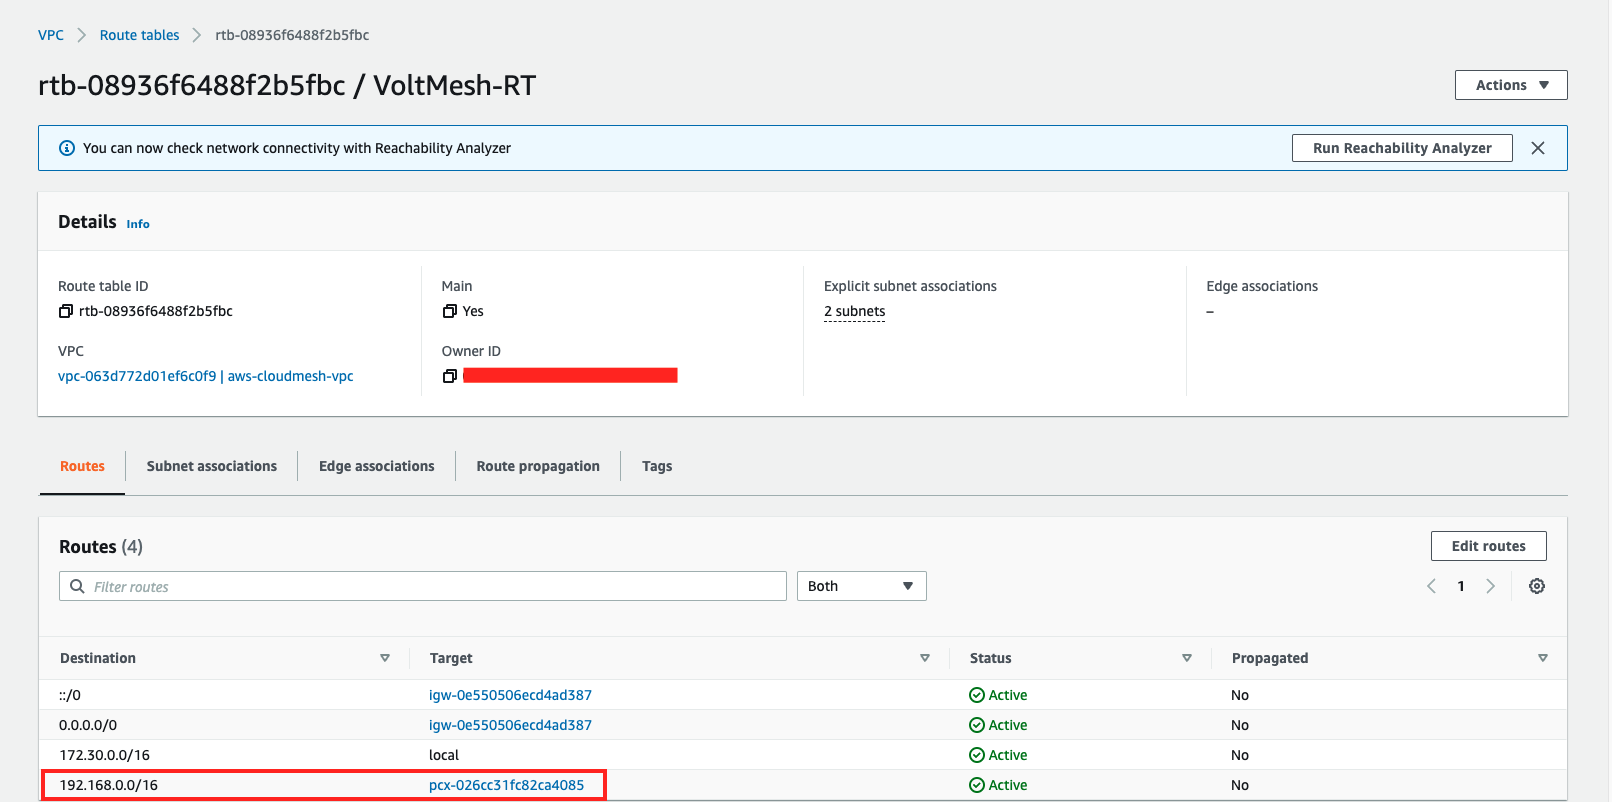 VPC > Route tables > rtb-08936f6488f2b5fbc
rtb-08936f6488f2b5fbc / VoltMesh-RT
Actions
You can now check network connectivity with Reachability Analyzer
Run Reachability Analyzer
Details Info
Route table ID
rtb-08936f6488f2b5fbc
Main
Yes
Explicit subnet associations
2 subnets
Edge associations
–
VPC
vpc-063d772d01ef6c0f9 | aws-cloudmesh-vpc
Owner ID
Routes Subnet associations Edge associations Route propagation Tags
Routes (4)
Edit routes
Filter routes
Both
1
Destination Target Status Propagated
::/0 igw-0e550506ecd4ad387 Active No
0.0.0.0/0 igw-0e550506ecd4ad387 Active No
172.30.0.0/16 local Active No
192.168.0.0/16 pcx-026cc31fc82ca4085 Active No